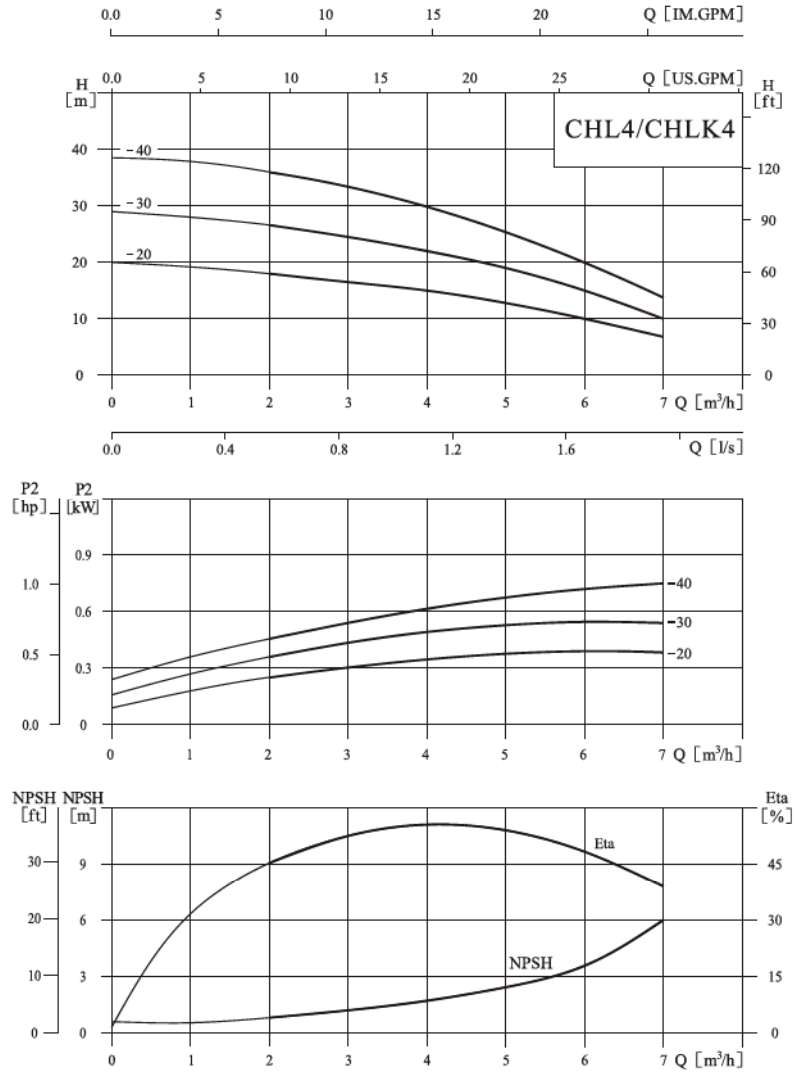 0.0 5 10 15 20 Q [IM.GPM]
0.0 5 10 15 20 25 Q [US.GPM]
H
[m]
H
[ft]
CHL4/CHLK4
40
30
20
10
0
-40
-30
-20
120
90
60
30
0
0 1 2 3 4 5 6 7 Q [m³/h]
0.0 0.4 0.8 1.2 1.6 Q [l/s]
P2
[hp]
P2
[kW]
1.0
0.5
0.0
0.9
0.6
0.3
0
-40
-30
-20
0 1 2 3 4 5 6 7 Q [m³/h]
NPSH
[ft]
NPSH
[m]
Eta
[%]
30
20
10
0
9
6
3
0
Eta
NPSH
45
30
15
0
0 1 2 3 4 5 6 7 Q [m³/h]